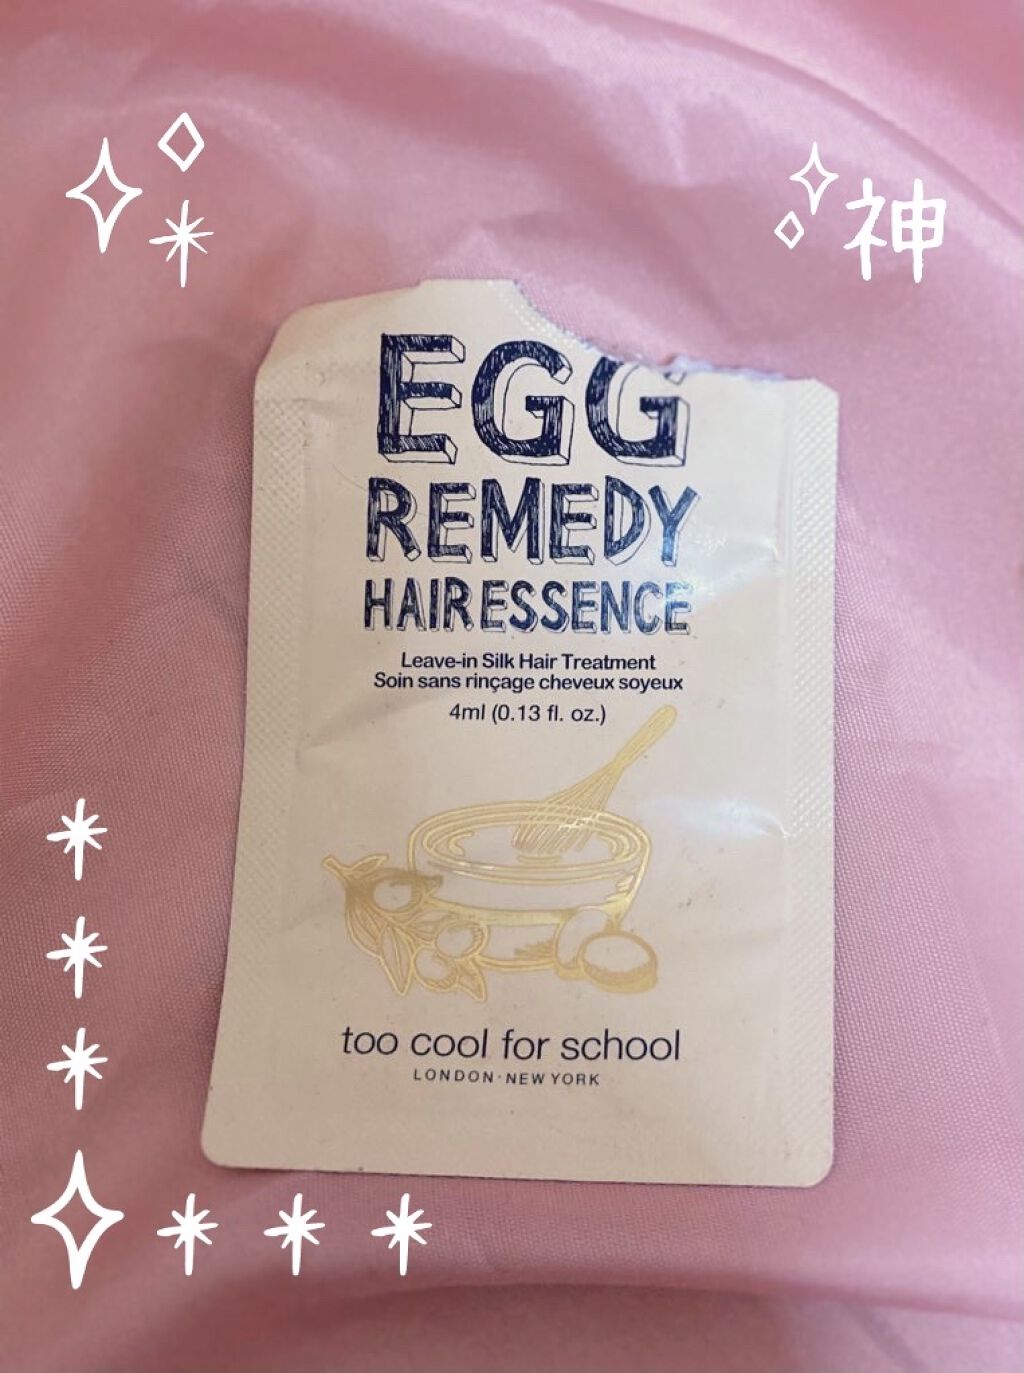 神
EGG
REMEDY
HAIR ESSENCE
Leave-in Silk Hair Treatment
Soin sans rinçage cheveux soyeux
4ml (0.13 fl. oz.)
too cool for school
LONDON·NEW YORK